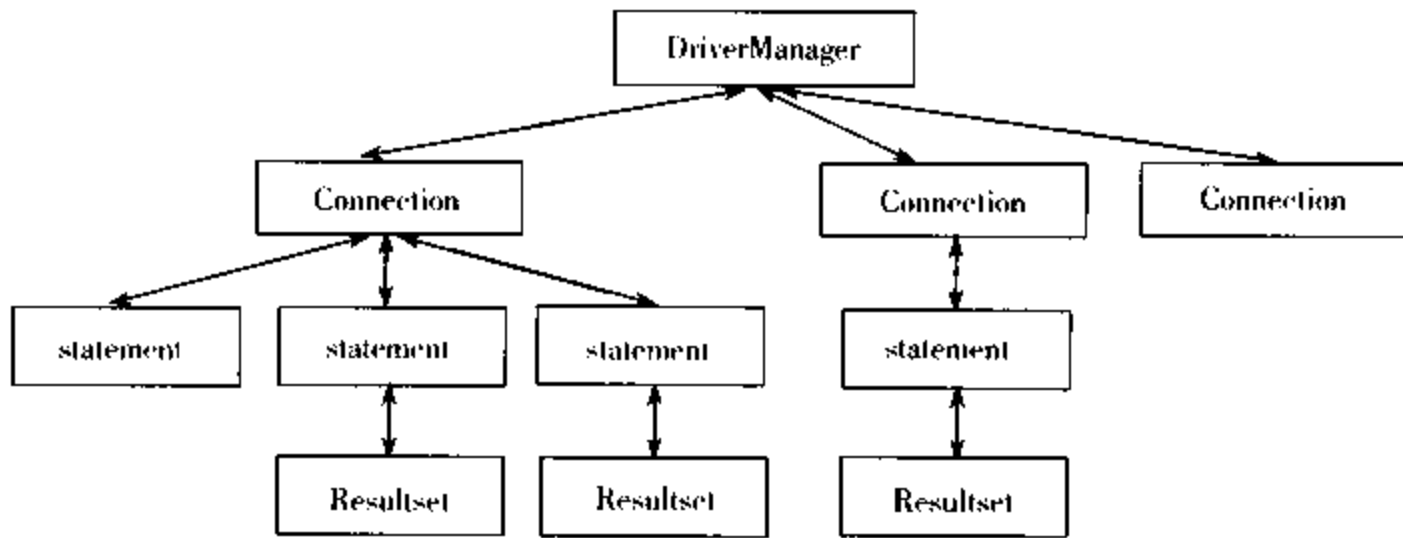 DriverManager
Connection
Connection
Connection
statement
statement
statement
statement
Resultset
Resultset
Resultset